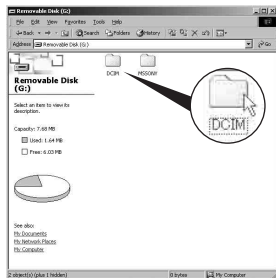 Removable Disk (G:)
File Edit View Favorites Tools Help
Back Search Folders History
Address Removable Disk (G:) Go
Removable Disk
(G:)
Select an item to view its
description.
Capacity: 7.68 MB
Used: 1.64 MB
Free: 6.03 MB
See also:
My Documents
My Network Places
My Computer
DCIM MSSONY
DCIM
2 object(s) (plus 1 hidden) 0 bytes My Computer